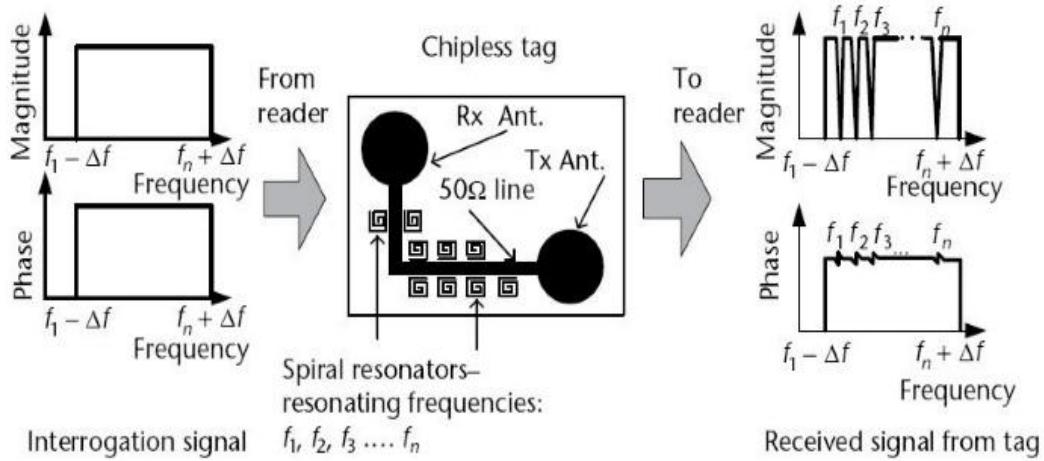 Magnitude
f₁ – Δf
fₙ + Δf
Frequency
Phase
f₁ – Δf
fₙ + Δf
Frequency
Interrogation signal
From
reader
Chipless tag
Rx Ant.
Tx Ant.
50Ω line
Spiral resonators–
resonating frequencies:
f₁, f₂, f₃ .... fₙ
To
reader
Magnitude
f₁ f₂ f₃ fₙ
f₁ – Δf
fₙ + Δf
Frequency
Phase
f₁ f₂ f₃... fₙ
f₁ – Δf
fₙ + Δf
Frequency
Received signal from tag